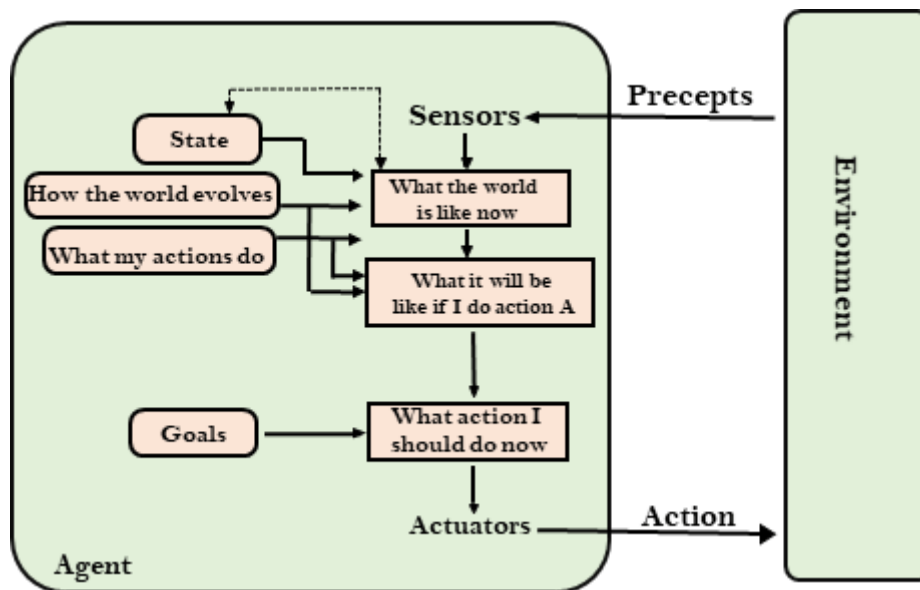 Precepts
Sensors
State
What the world
is like now
How the world evolves
What my actions do
What it will be
like if I do action A
Environment
What action I
should do now
Goals
Actuators
Action
Agent